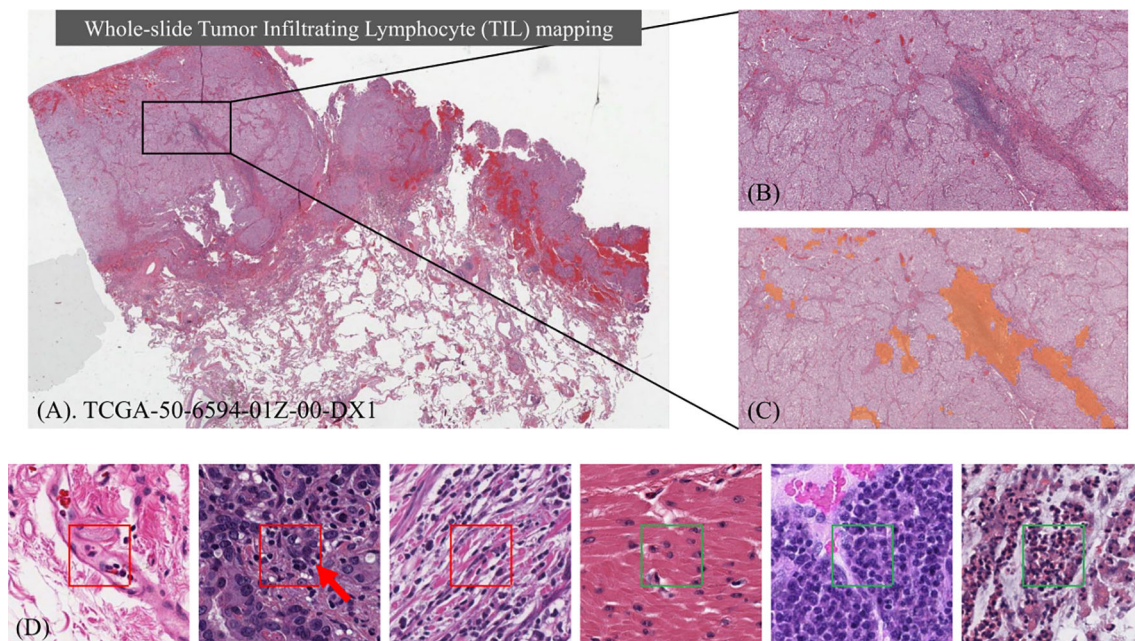 Whole-slide Tumor Infiltrating Lymphocyte (TIL) mapping
(B)
(A). TCGA-50-6594-01Z-00-DX1
(C)
(D)